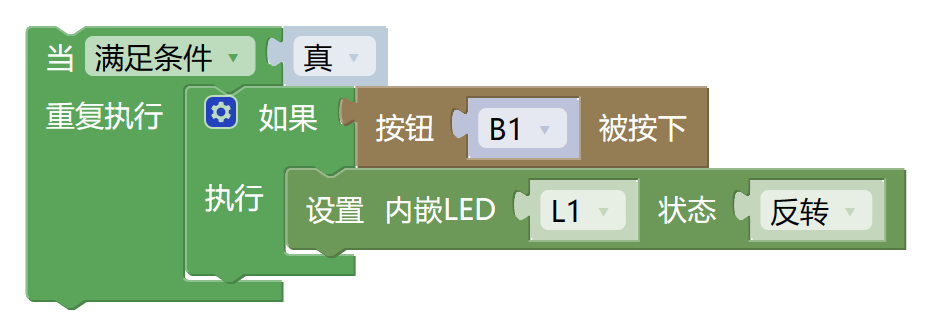 当 满足条件 真
重复执行 如果 按钮 B1 被按下
执行 设置 内嵌LED L1 状态 反转